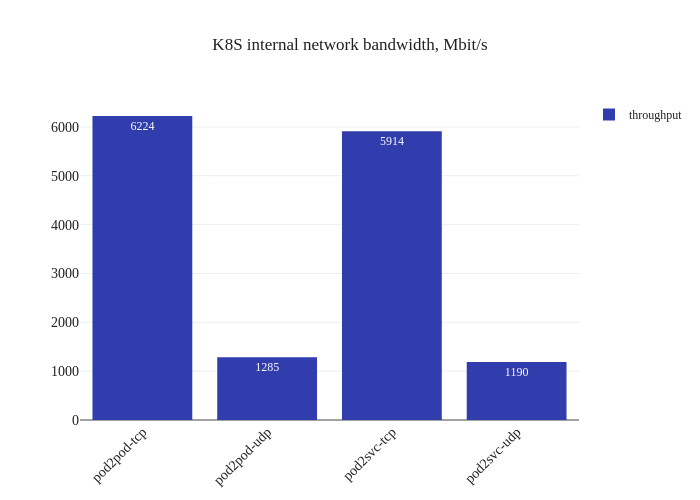 K8S internal network bandwidth, Mbit/s
throughput
6000
5000
4000
3000
2000
1000
0
6224
1285
5914
1190
pod2pod-tcp
pod2pod-udp
pod2svc-tcp
pod2svc-udp